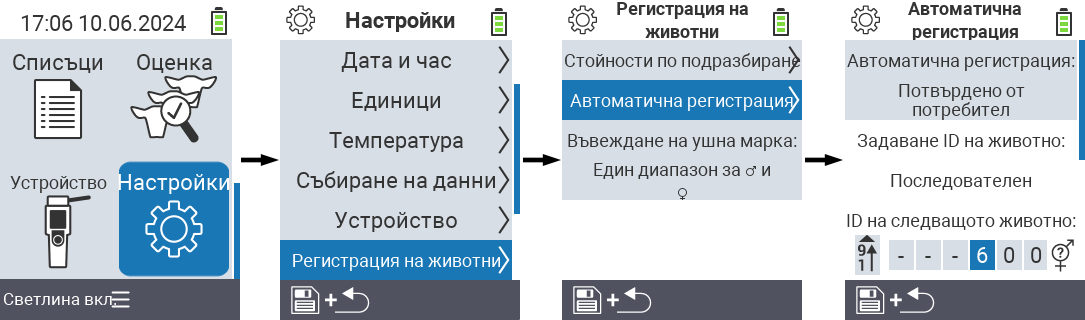 17:06 10.06.2024
Списъци
Оценка
Устройство
Настройки
Светлина вкл.
Настройки
Дата и час
Единици
Температура
Събиране на данни
Устройство
Регистрация на животни
+
Регистрация на
животни
Стойности по подразбиране
Автоматична регистрация
Въвеждане на ушна марка:
Един диапазон за ♂ и
♀
+
Автоматична
регистрация
Автоматична регистрация:
Потвърдено от
потребител
Задаване ID на животно:
Последователен
ID на следващото животно:
9 1 - - - 6 0 0 ?
+